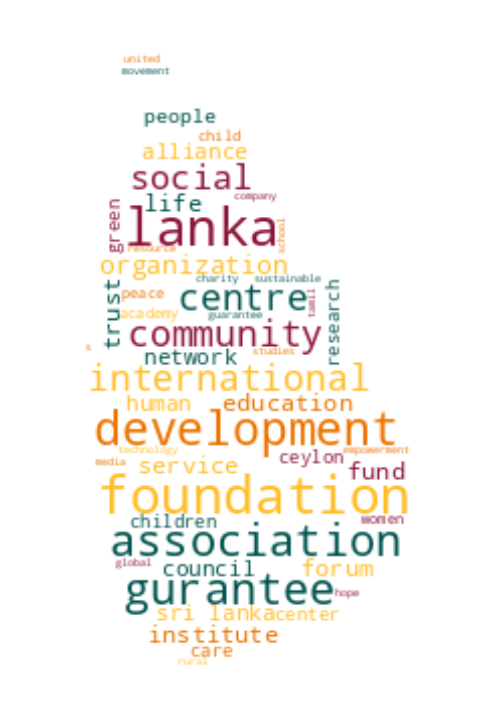 united
movement
people
child
alliance
social
company
life
green
lanka
school
resource
organization
charity sustainable
trust
peace
centre
tamil
research
academy
guarantee
community
s
network
studies
international
human education
development
technology
empowerment
ceylon
media
service
fund
foundation
children
women
association
global
council
forum
gurantee
hope
sri lanka
center
institute
care
rural